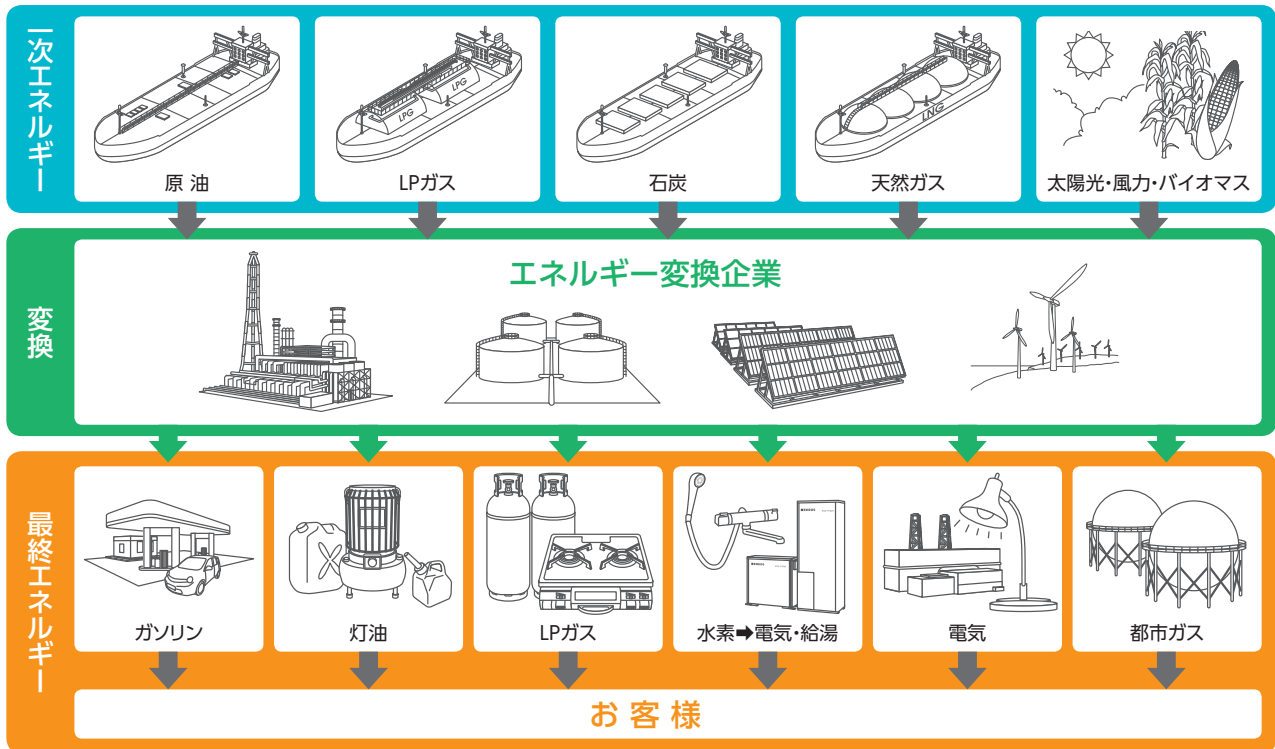 一次エネルギー
LPG
LPG
LNG
原 油
LPガス
石炭
天然ガス
太陽光・風力・バイオマス
変換
エネルギー変換企業
最終エネルギー
ENEOS
ENEOS
ガソリン
灯油
LPガス
水素➡電気・給湯
電気
都市ガス
お 客 様